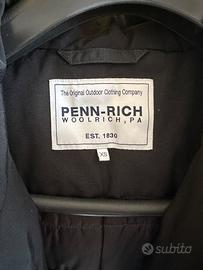 The Original Outdoor Clothing Company
PENN-RICH
WOOLRICH, PA
EST. 1830
XS
subito